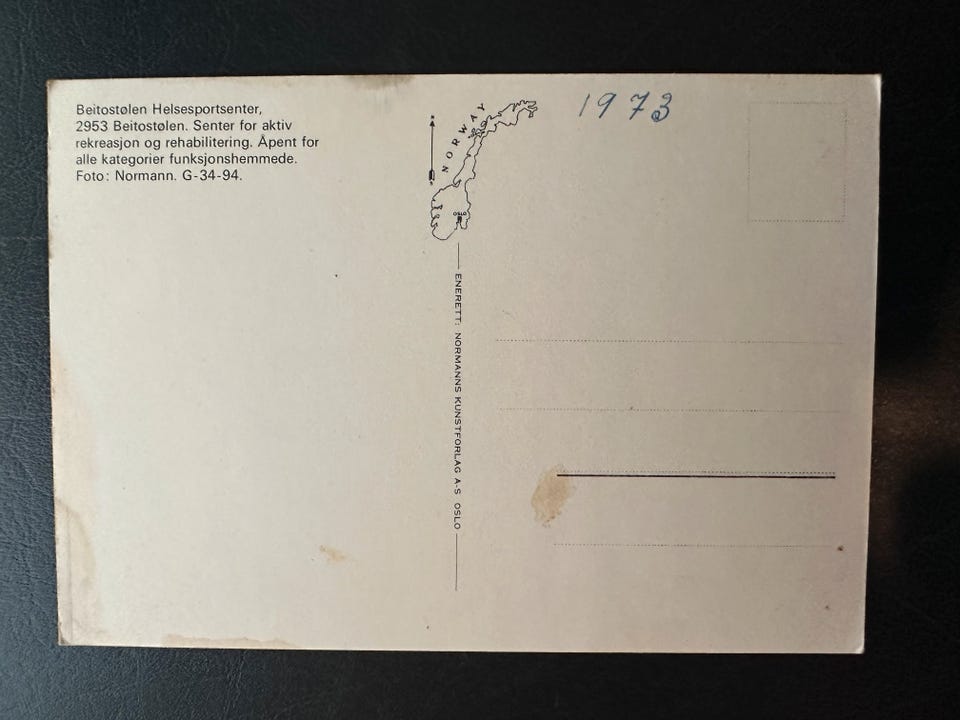 Beitostølen Helsesportsenter,
2953 Beitostølen. Senter for aktiv
rekreasjon og rehabilitering. Åpent for
alle kategorier funksjonshemmede.
Foto: Normann. G-34-94.
NORWAY
OSLO
ENERETT: NORMANNS KUNSTFORLAG A-S OSLO
1973